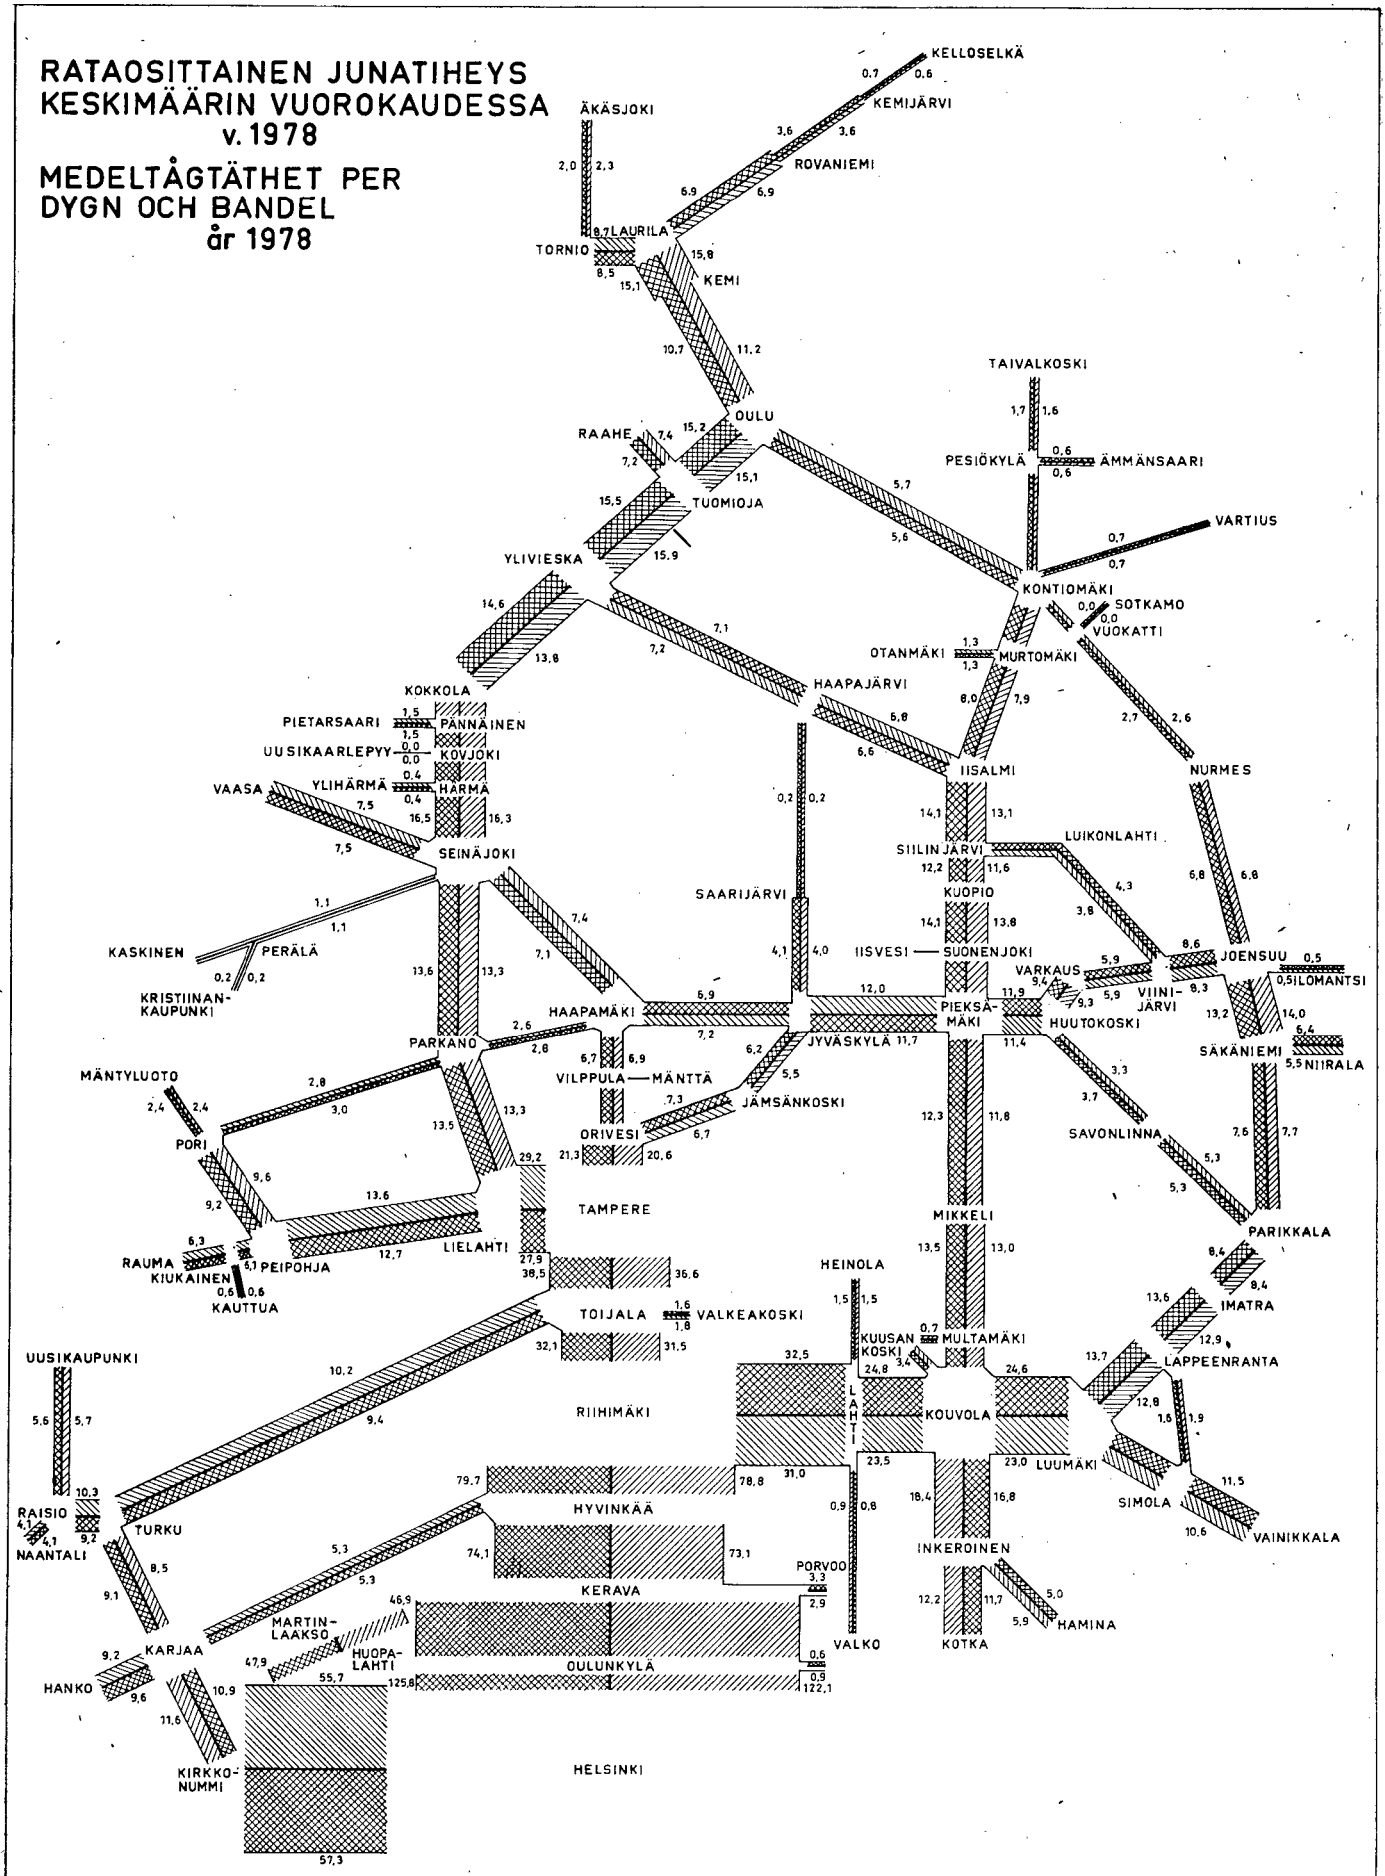 RATAOSITTAINEN JUNATIHEYS
KESKIMÄÄRIN VUOROKAUDESSA
v. 1978
MEDELTÅGTÄTHET PER
DYGN OCH BANDEL
år 1978
KELLOSELKÄ
0.7 0,6
KEMIJÄRVI
ÄKÄSJOKI
3,6 3,6
ROVANIEMI
2,0 2,3
6.9 6,9
8,7 LAURILA
TORNIO
8,5
15,8
15,1
KEMI
10,7 11,2
TAIVALKOSKI
1,7 1,6
OULU
RAAHE 7,4
7,2
15,2
15,1
PESIÖKYLÄ 0,6 ÄMMÄNSAARI
0,6
5,7
5,6
TUOMIOJA
15,5
15,9
VARTIUS
0,7
0,7
YLIVIESKA
KONTIOMÄKI
14,6
13,8
0,0 SOTKAMO
0,0
VUOKATTI
7,1
7,2
OTANMÄKI 1,3
1,3
MURTOMÄKI
HAAPAJÄRVI
8,0 7,9
2,7 2,6
KOKKOLA
6,8
6,6
PIETARSAARI 1,5 PÄNNÄINEN
1,5
UUSIKAARLEPYY 0,0 KOVJOKI
0,0
IISALMI
NURMES
VAASA
YLIHÄRMÄ 0,4 HÄRMÄ
0,4
7,5
7,5
16,5 16,3
0,2 0,2
14,1 13,1
LUIKONLAHTI
SEINÄJOKI
SIILINJÄRVI
12,2 11,6
4,3
3,8
6,8 6,8
KUOPIO
SAARIJÄRVI
1,1
1,1
7,4
7,1
14,1 13,8
KASKINEN
PERÄLÄ
0,2 0,2
KRISTIINAN-
KAUPUNKI
13,6 13,3
4,1 4,0
IISVESI SUONENJOKI
VARKAUS
9,4
9,3
5,9
5,9
VIINI-
JÄRVI
8,6
8,3
JOENSUU
0,5
0,5 ILOMANTSI
HAAPAMÄKI
6,9
7,2
12,0
11,7
JYVÄSKYLÄ
PIEKSÄ-
MÄKI
11,9
11,4
HUUTOKOSKI
13,2 14,0
6,4
SÄKÄNIEMI
5,5 NIIRALA
PARKANO
2,6
2,8
6,7 6,9
VILPPULA MÄNTTÄ
6,2
5,5
JÄMSÄNKOSKI
MÄNTYLUOTO
2,4 2,4
2,8
3,0
7,3
6,7
3,3
3,7
SAVONLINNA
12,3 11,8
7,6 7,7
PORI
13,5 13,3
ORIVESI
21,3 20,6
5,3
5,3
9,6
9,2
13,6
12,7
29,2
27,9
TAMPERE
MIKKELI
PARIKKALA
6,3
RAUMA
KIUKAINEN
6,1 PEIPOHJA
LIELAHTI
0,6 0,6
KAUTTUA
38,5 36,6
13,5 13,0
HEINOLA
1,5 1,5
8,4
8,4
IMATRA
TOIJALA
1,6 VALKEAKOSKI
1,8
32,1 31,5
KUUSAN
KOSKI
0,7 MULTAMÄKI
3,4
13,6
12,9
LAPPEENRANTA
UUSIKAUPUNKI
10,2
9,4
32,5
24,8 24,6
13,7
12,8
5,6 5,7
RIIHIMÄKI
LAHTI
KOUVOLA
1,6 1,9
31,0
23,5 23,0
LUUMÄKI
79,7 78,8
SIMOLA
11,5
10,6
VAINIKKALA
10,3
RAISIO
4,1
4,1
NAANTALI
9,2
TURKU
HYVINKÄÄ
0,9 0,8
18,4 16,8
INKEROINEN
9,1 8,5
5,3
5,3
74,1 73,1
PORVOO
3,3
2,9
KERAVA
46,9
12,2 11,7
5,0
5,9
HAMINA
VALKO
KOTKA
MARTIN-
LAAKSO
KARJAA
9,2
HANKO
9,6
47,9
HUOPA-
LAHTI
OULUNKYLÄ
0,6
0,9
55,7
125,8 122,1
10,9
11,6
KIRKKO-
NUMMI
HELSINKI
57,3